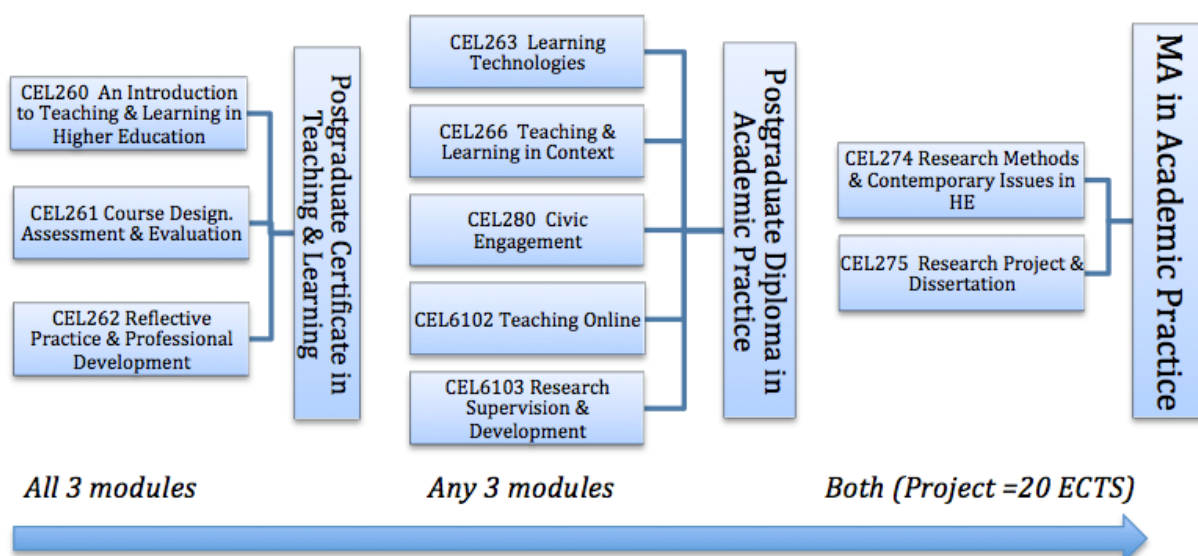 CEL260 An Introduction
to Teaching & Learning in
Higher Education
CEL261 Course Design.
Assessment & Evaluation
CEL262 Reflective
Practice & Professional
Development
Postgraduate Certificate in
Teaching & Learning
All 3 modules
CEL263 Learning
Technologies
CEL266 Teaching &
Learning in Context
CEL280 Civic
Engagement
CEL6102 Teaching Online
CEL6103 Research
Supervision &
Development
Postgraduate Diploma in
Academic Practice
Any 3 modules
CEL274 Research Methods
& Contemporary Issues in
HE
CEL275 Research Project &
Dissertation
MA in Academic Practice
Both (Project =20 ECTS)